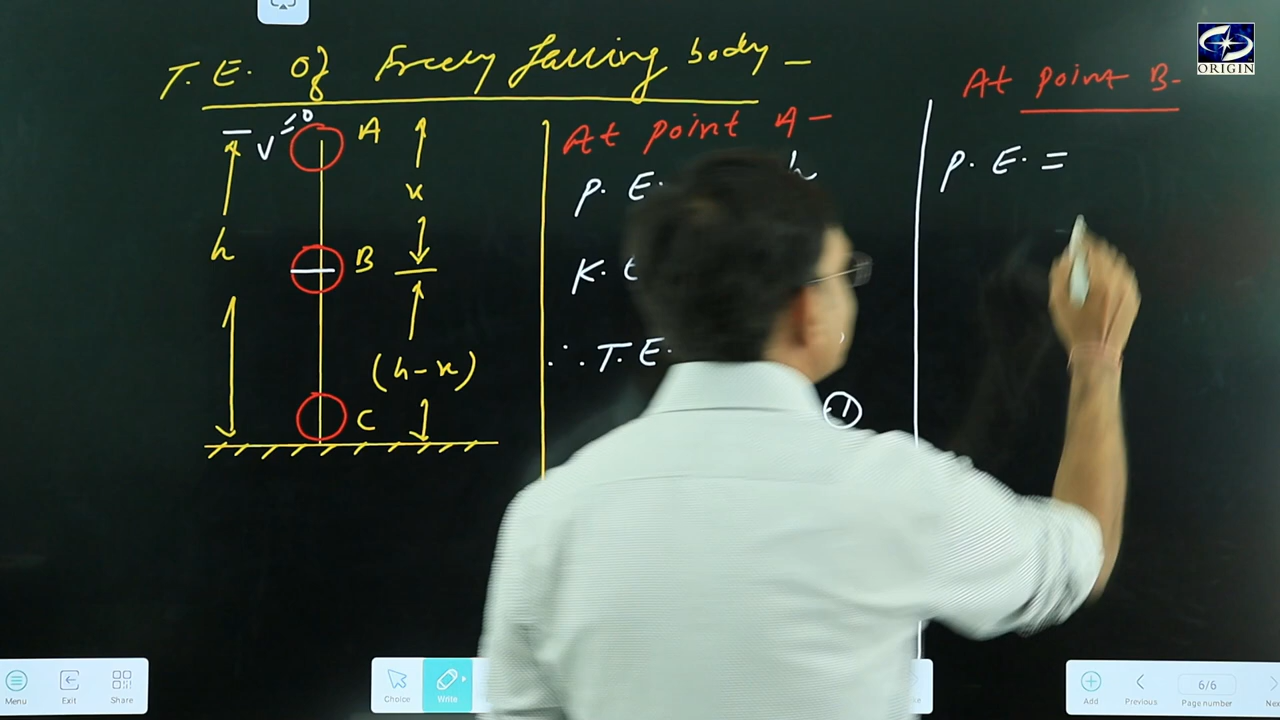 T.E. of Freely falling body -
v=0
A
x
h
B
(h-x)
C
At point A-
P.E.
h
K.E
∴ T.E.
-①
At point B-
P.E. =
ORIGIN
Menu
Exit
Share
Choice
Write
Add
Previous
6/6
Page number